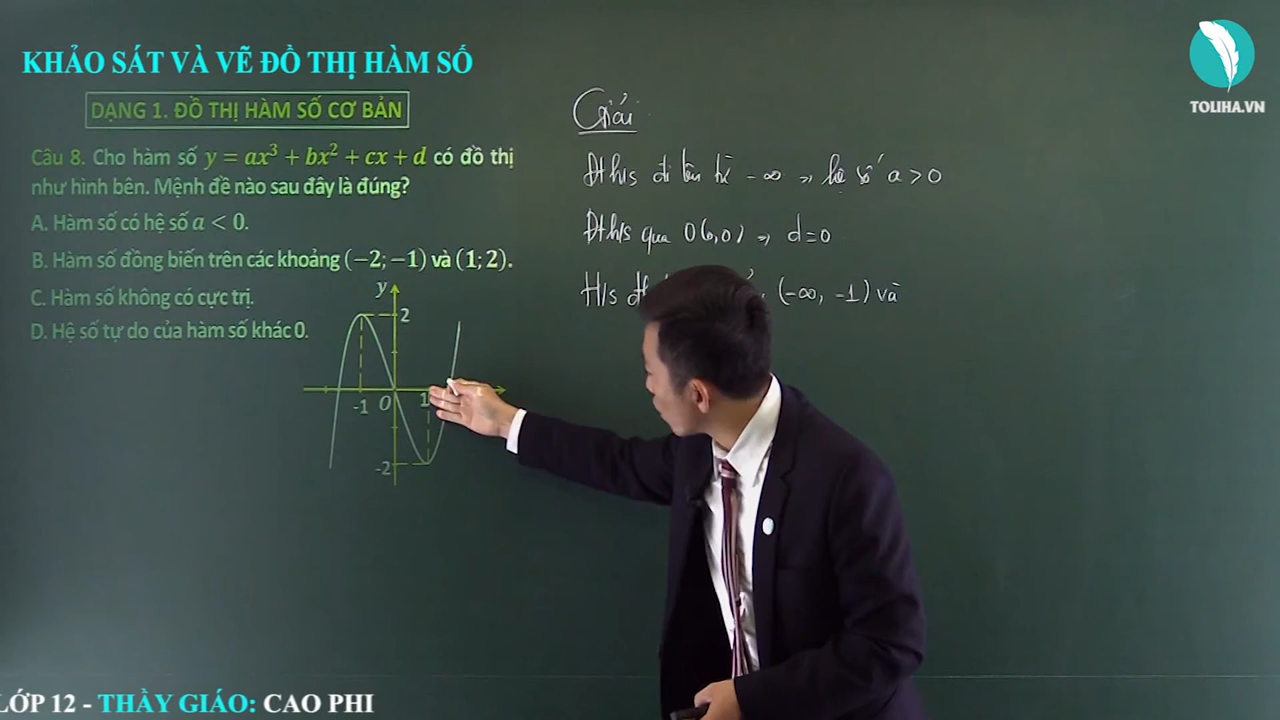 KHẢO SÁT VÀ VẼ ĐỒ THỊ HÀM SỐ
DẠNG 1. ĐỒ THỊ HÀM SỐ CƠ BẢN
Câu 8. Cho hàm số y = ax³ + bx² + cx + d có đồ thị
như hình bên. Mệnh đề nào sau đây là đúng?
A. Hàm số có hệ số a < 0.
B. Hàm số đồng biến trên các khoảng (−2; −1) và (1; 2).
C. Hàm số không có cực trị.
D. Hệ số tự do của hàm số khác 0.
y
2
-1
O
1
-2
Giải
Đths đi lên từ -∞ => hệ số a > 0
Đths qua O(0,0) => d = 0
H/s (-∞, -1) và
TOLIHA.VN
LỚP 12 - THẦY GIÁO: CAO PHI